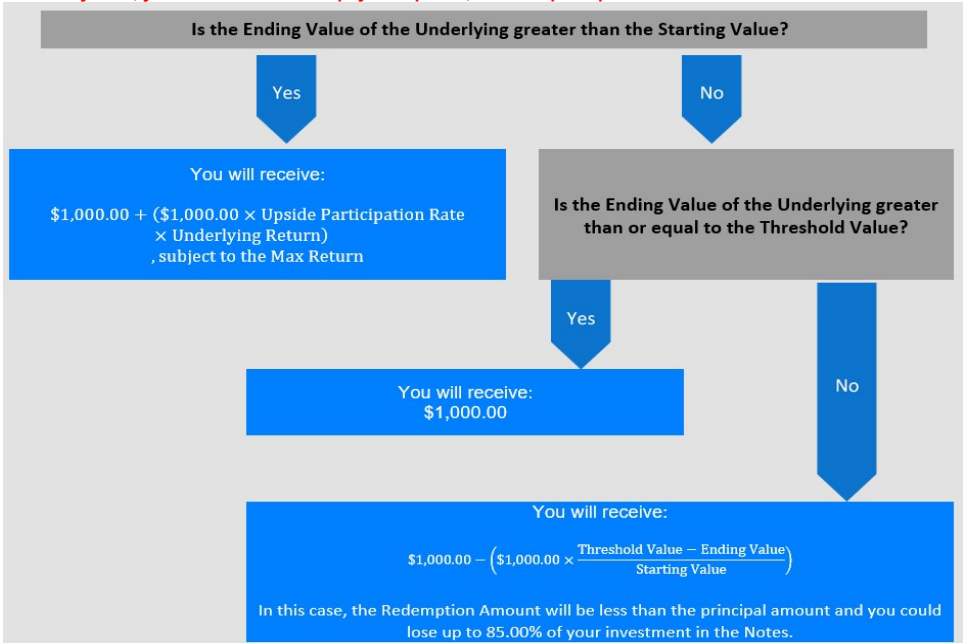 Is the Ending Value of the Underlying greater than the Starting Value?
Yes
No
You will receive:
$1,000.00 + ($1,000.00 × Upside Participation Rate
× Underlying Return)
, subject to the Max Return
Is the Ending Value of the Underlying greater
than or equal to the Threshold Value?
Yes
No
You will receive:
$1,000.00
You will receive:
$1,000.00 − ($1,000.00 × Threshold Value − Ending Value
Starting Value)
In this case, the Redemption Amount will be less than the principal amount and you could
lose up to 85.00% of your investment in the Notes.